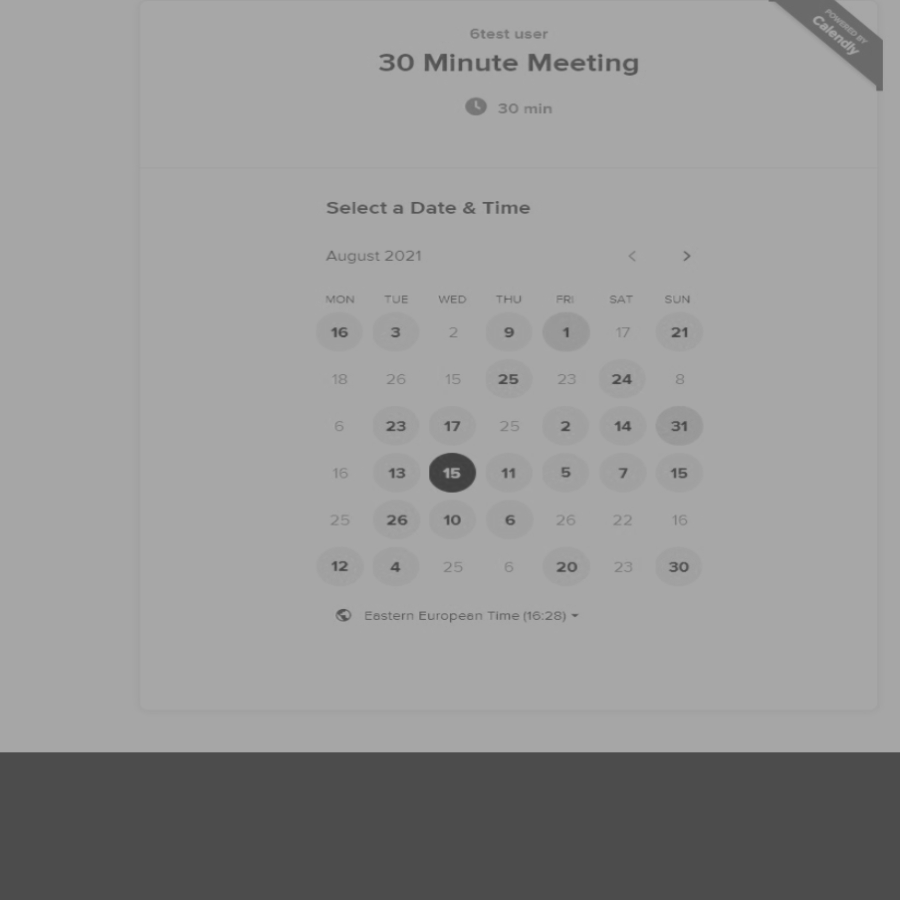 POWERED BY
Calendly
6test user
30 Minute Meeting
30 min
Select a Date & Time
August 2021
MON TUE WED THU FRI SAT SUN
16 3 2 9 1 17 21
18 26 15 25 23 24 8
6 23 17 25 2 14 31
16 13 15 11 5 7 15
25 26 10 6 26 22 16
12 4 25 6 20 23 30
Eastern European Time (16:28)